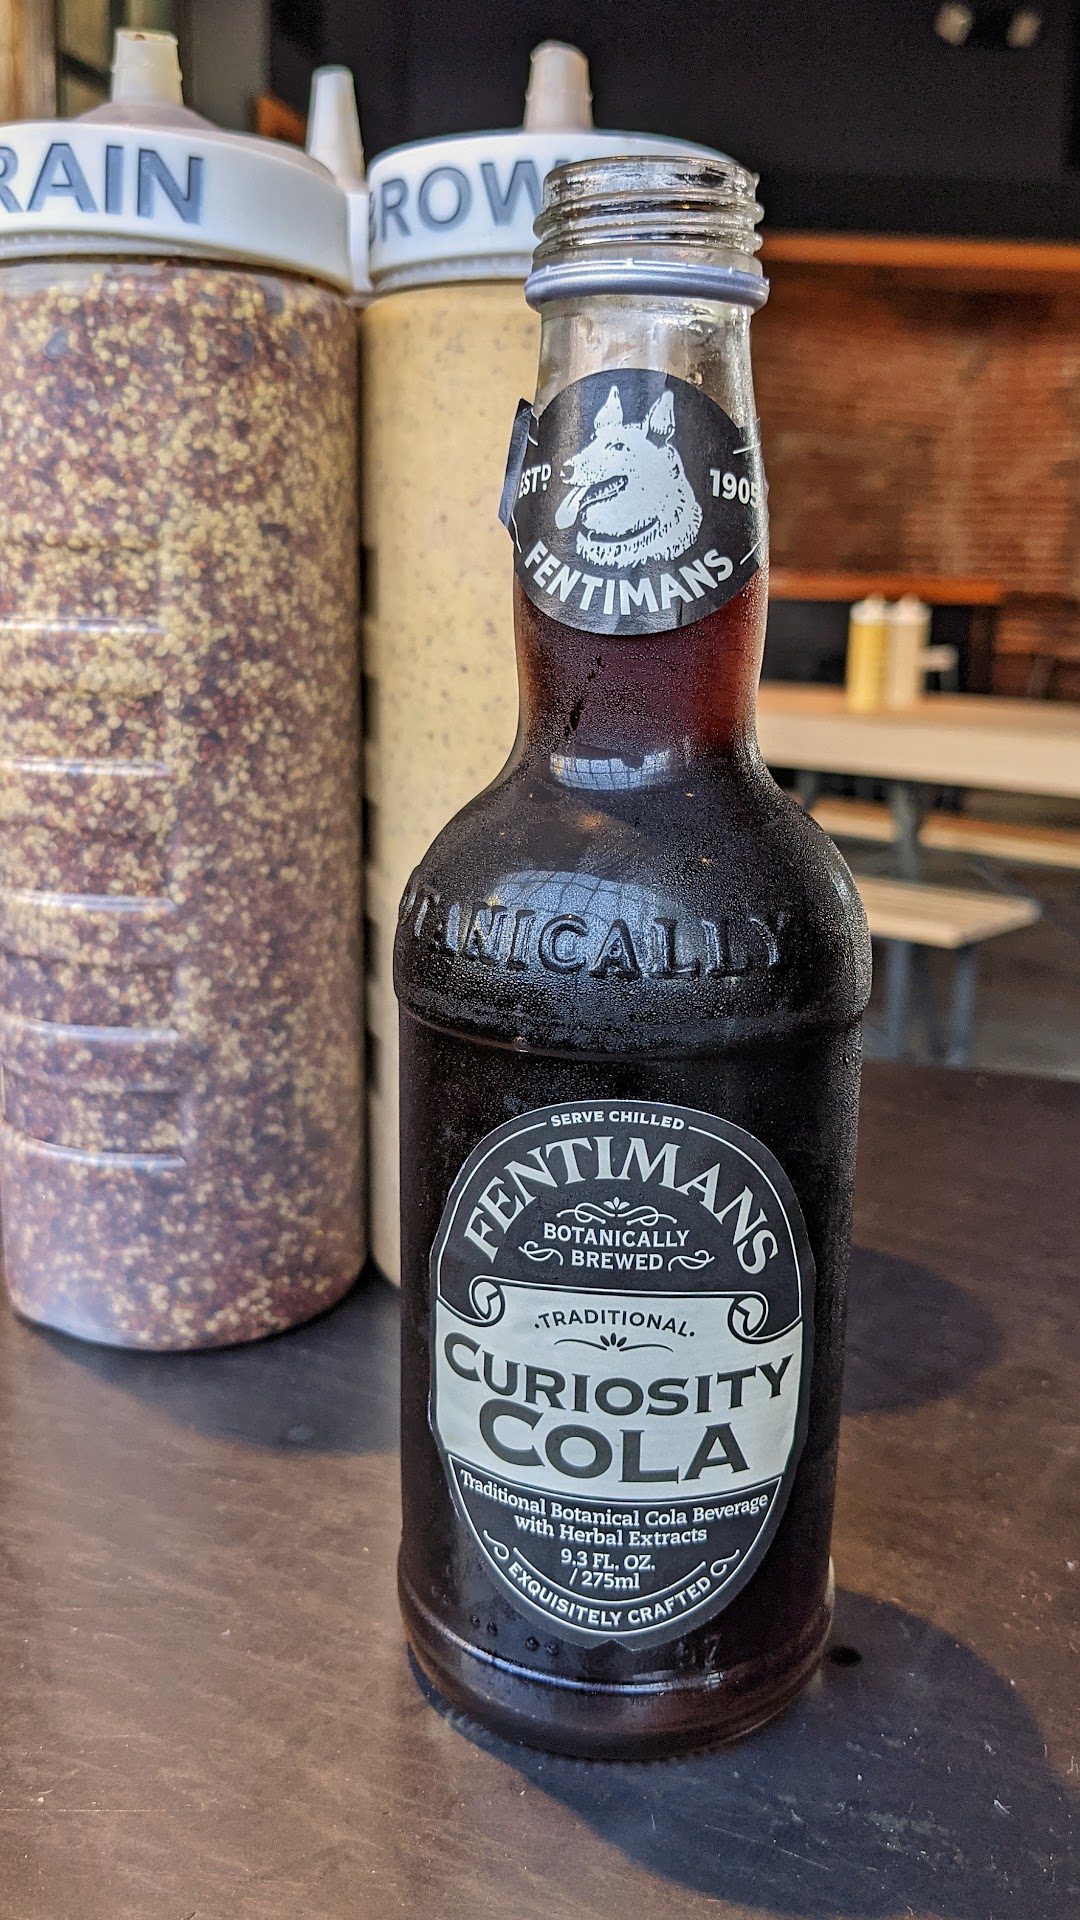 RAIN
BROW
ESTD 1905
FENTIMANS
TANICALLY
SERVE CHILLED
FENTIMANS
BOTANICALLY
BREWED
·TRADITIONAL·
CURIOSITY
COLA
Traditional Botanical Cola Beverage
with Herbal Extracts
9.3 FL. OZ.
/ 275ml
EXQUISITELY CRAFTED